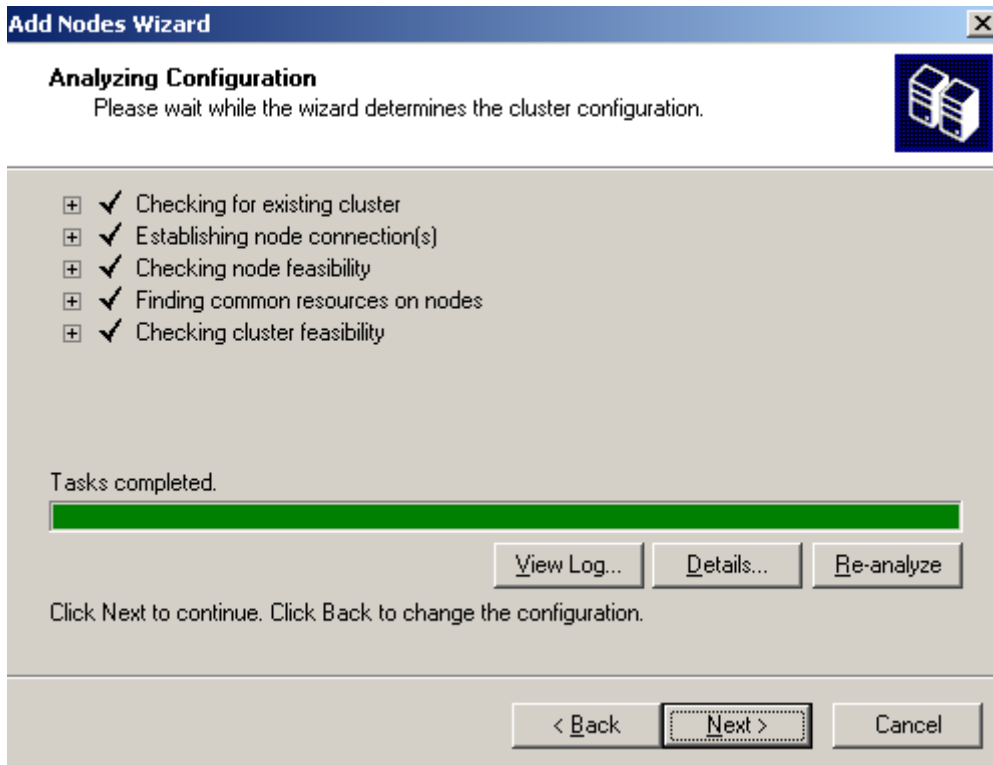 Add Nodes Wizard
Analyzing Configuration
Please wait while the wizard determines the cluster configuration.
Checking for existing cluster
Establishing node connection(s)
Checking node feasibility
Finding common resources on nodes
Checking cluster feasibility
Tasks completed.
View Log... Details... Re-analyze
Click Next to continue. Click Back to change the configuration.
< Back Next > Cancel